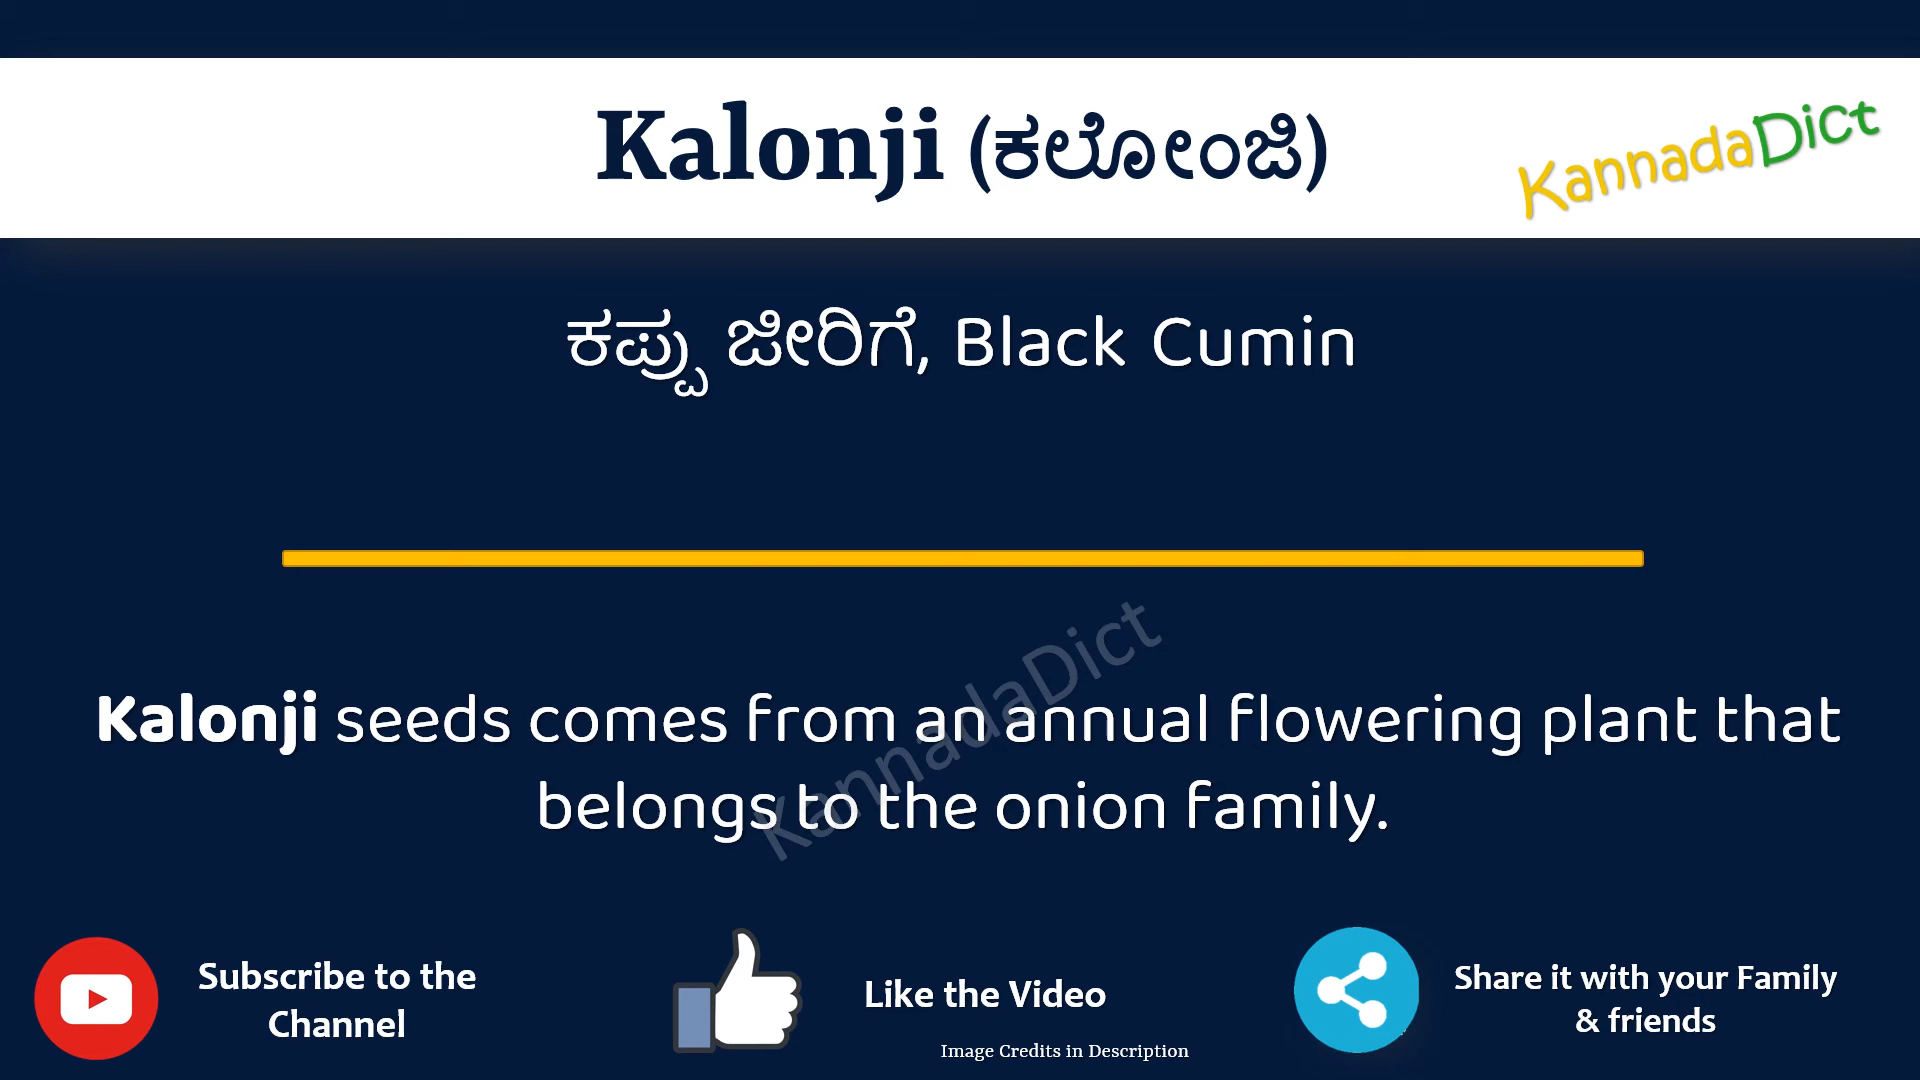 Kalonji (ಕಲೋಂಜಿ)
KannadaDict
ಕಪ್ಪು ಜೀರಿಗೆ, Black Cumin
KannadaDict
Kalonji seeds comes from an annual flowering plant that
belongs to the onion family.
Subscribe to the
Channel
Like the Video
Share it with your Family
& friends
Image Credits in Description